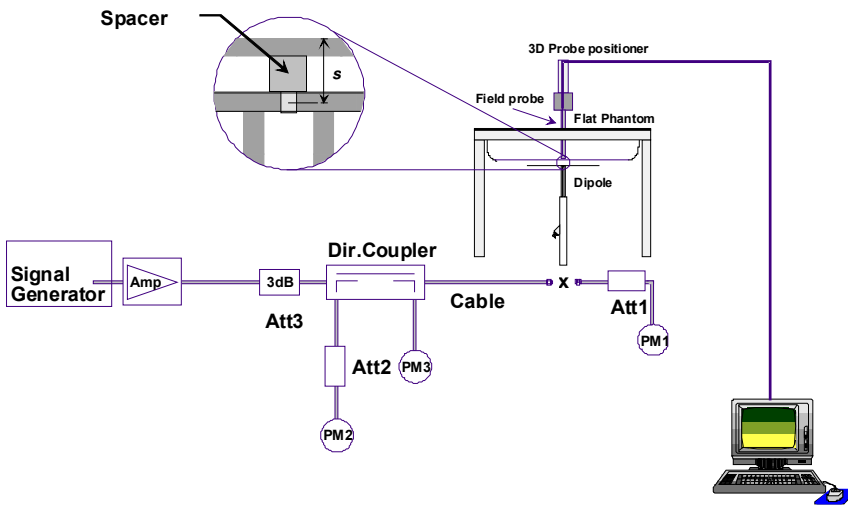 Spacer
s
3D Probe positioner
Field probe
Flat Phantom
Dipole
Signal
Generator
Amp
3dB
Att3
Dir.Coupler
Att2
PM2
PM3
Cable
x
Att1
PM1